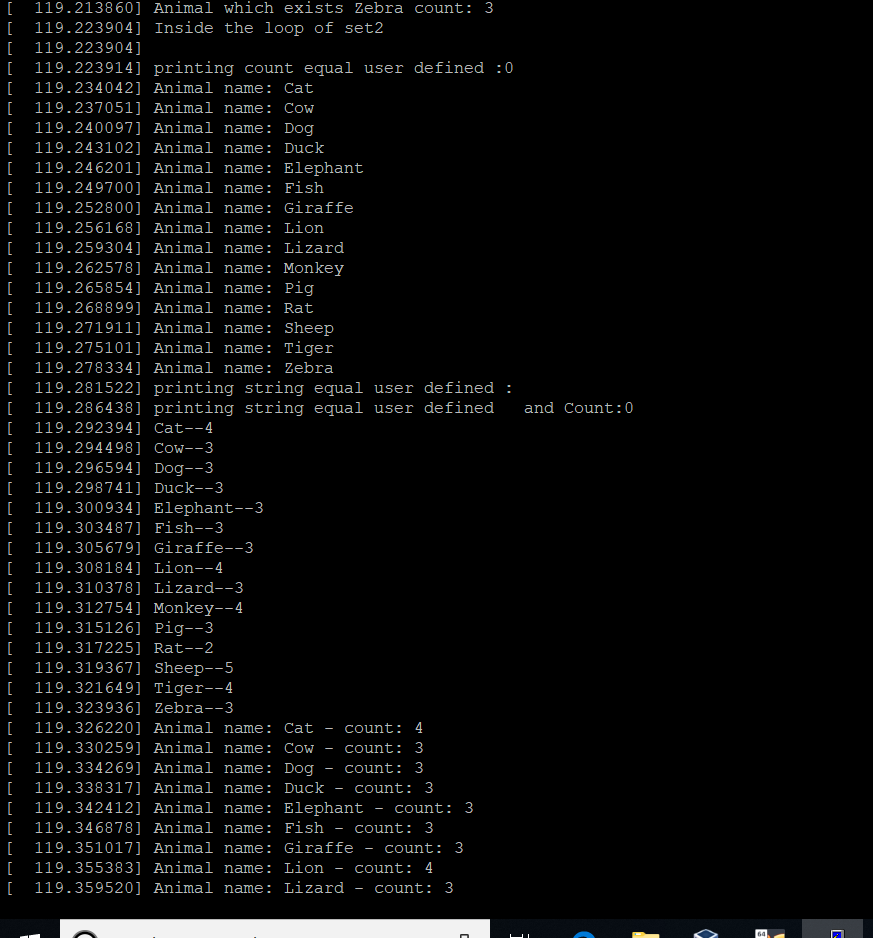 [  119.213860] Animal which exists Zebra count: 3
[  119.223904] Inside the loop of set2
[  119.223904]
[  119.223914] printing count equal user defined :0
[  119.234042] Animal name: Cat
[  119.237051] Animal name: Cow
[  119.240097] Animal name: Dog
[  119.243102] Animal name: Duck
[  119.246201] Animal name: Elephant
[  119.249700] Animal name: Fish
[  119.252800] Animal name: Giraffe
[  119.256168] Animal name: Lion
[  119.259304] Animal name: Lizard
[  119.262578] Animal name: Monkey
[  119.265854] Animal name: Pig
[  119.268899] Animal name: Rat
[  119.271911] Animal name: Sheep
[  119.275101] Animal name: Tiger
[  119.278334] Animal name: Zebra
[  119.281522] printing string equal user defined :
[  119.286438] printing string equal user defined   and Count:0
[  119.292394] Cat--4
[  119.294498] Cow--3
[  119.296594] Dog--3
[  119.298741] Duck--3
[  119.300934] Elephant--3
[  119.303487] Fish--3
[  119.305679] Giraffe--3
[  119.308184] Lion--4
[  119.310378] Lizard--3
[  119.312754] Monkey--4
[  119.315126] Pig--3
[  119.317225] Rat--2
[  119.319367] Sheep--5
[  119.321649] Tiger--4
[  119.323936] Zebra--3
[  119.326220] Animal name: Cat - count: 4
[  119.330259] Animal name: Cow - count: 3
[  119.334269] Animal name: Dog - count: 3
[  119.338317] Animal name: Duck - count: 3
[  119.342412] Animal name: Elephant - count: 3
[  119.346878] Animal name: Fish - count: 3
[  119.351017] Animal name: Giraffe - count: 3
[  119.355383] Animal name: Lion - count: 4
[  119.359520] Animal name: Lizard - count: 3
64